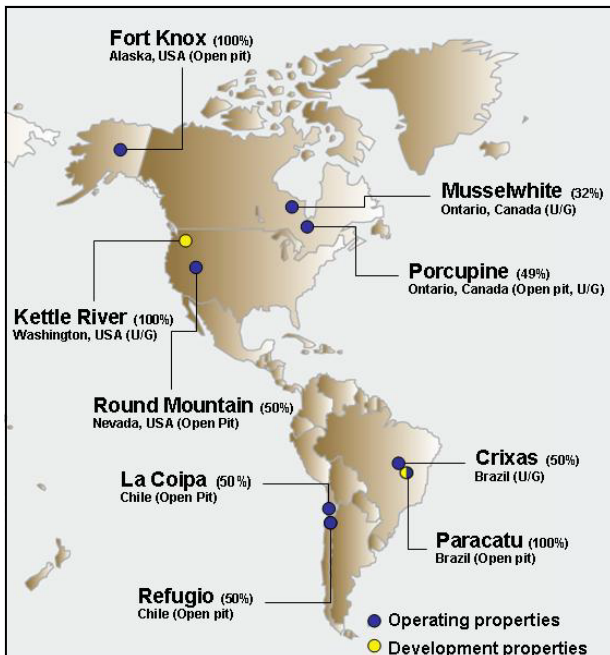 Fort Knox (100%)
Alaska, USA (Open pit)
Musselwhite (32%)
Ontario, Canada (U/G)
Porcupine (49%)
Ontario, Canada (Open pit, U/G)
Kettle River (100%)
Washington, USA (U/G)
Round Mountain (50%)
Nevada, USA (Open Pit)
La Coipa (50%)
Chile (Open Pit)
Crixas (50%)
Brazil (U/G)
Paracatu (100%)
Brazil (Open pit)
Refugio (50%)
Chile (Open pit)
Operating properties
Development properties